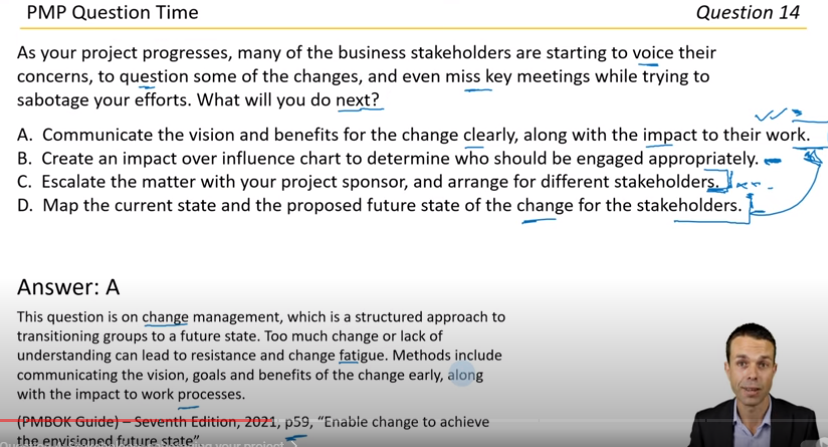 PMP Question Time
Question 14
As your project progresses, many of the business stakeholders are starting to voice their
concerns, to question some of the changes, and even miss key meetings while trying to
sabotage your efforts. What will you do next?
A. Communicate the vision and benefits for the change clearly, along with the impact to their work.
B. Create an impact over influence chart to determine who should be engaged appropriately.
C. Escalate the matter with your project sponsor, and arrange for different stakeholders.
D. Map the current state and the proposed future state of the change for the stakeholders.
Answer: A
This question is on change management, which is a structured approach to
transitioning groups to a future state. Too much change or lack of
understanding can lead to resistance and change fatigue. Methods include
communicating the vision, goals and benefits of the change early, along
with the impact to work processes.
(PMBOK Guide) – Seventh Edition, 2021, p59, “Enable change to achieve
the envisioned future state”
your project